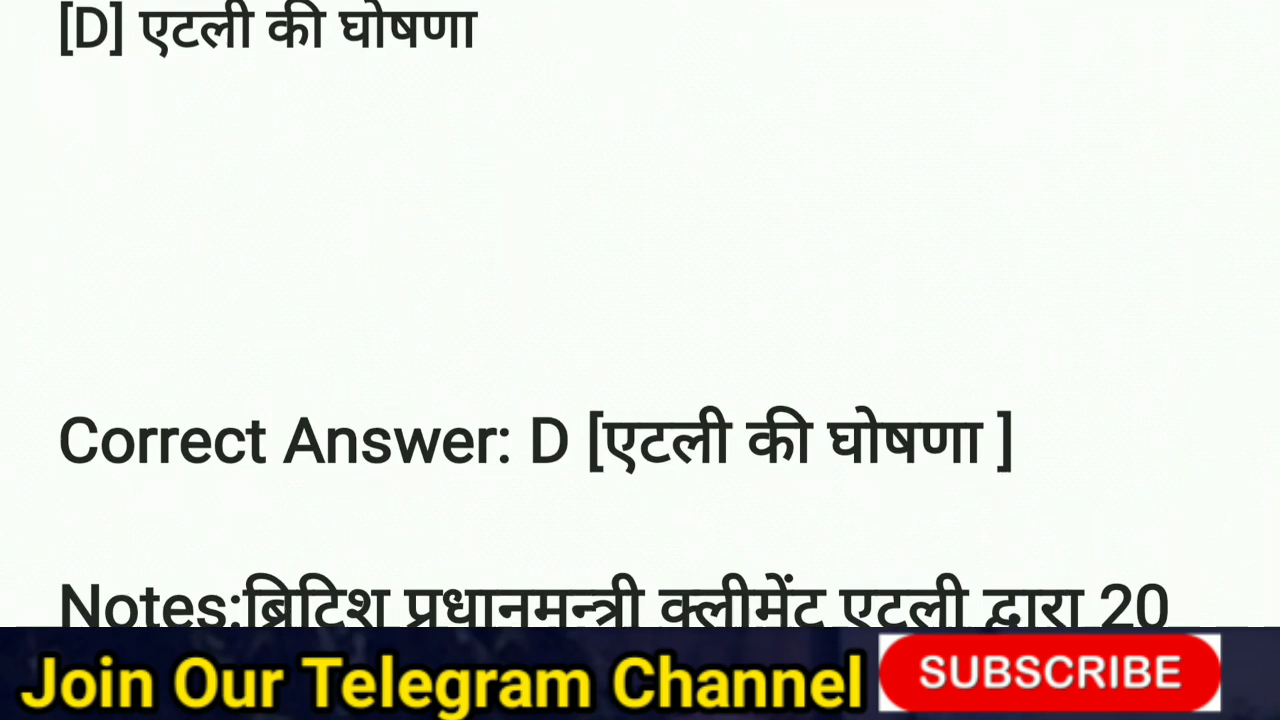 [D] एटली की घोषणा
Correct Answer: D [एटली की घोषणा ]
Notes:ब्रिटिश प्रधानमन्त्री क्लीमेंट एटली द्वारा 20
Join Our Telegram Channel
SUBSCRIBE